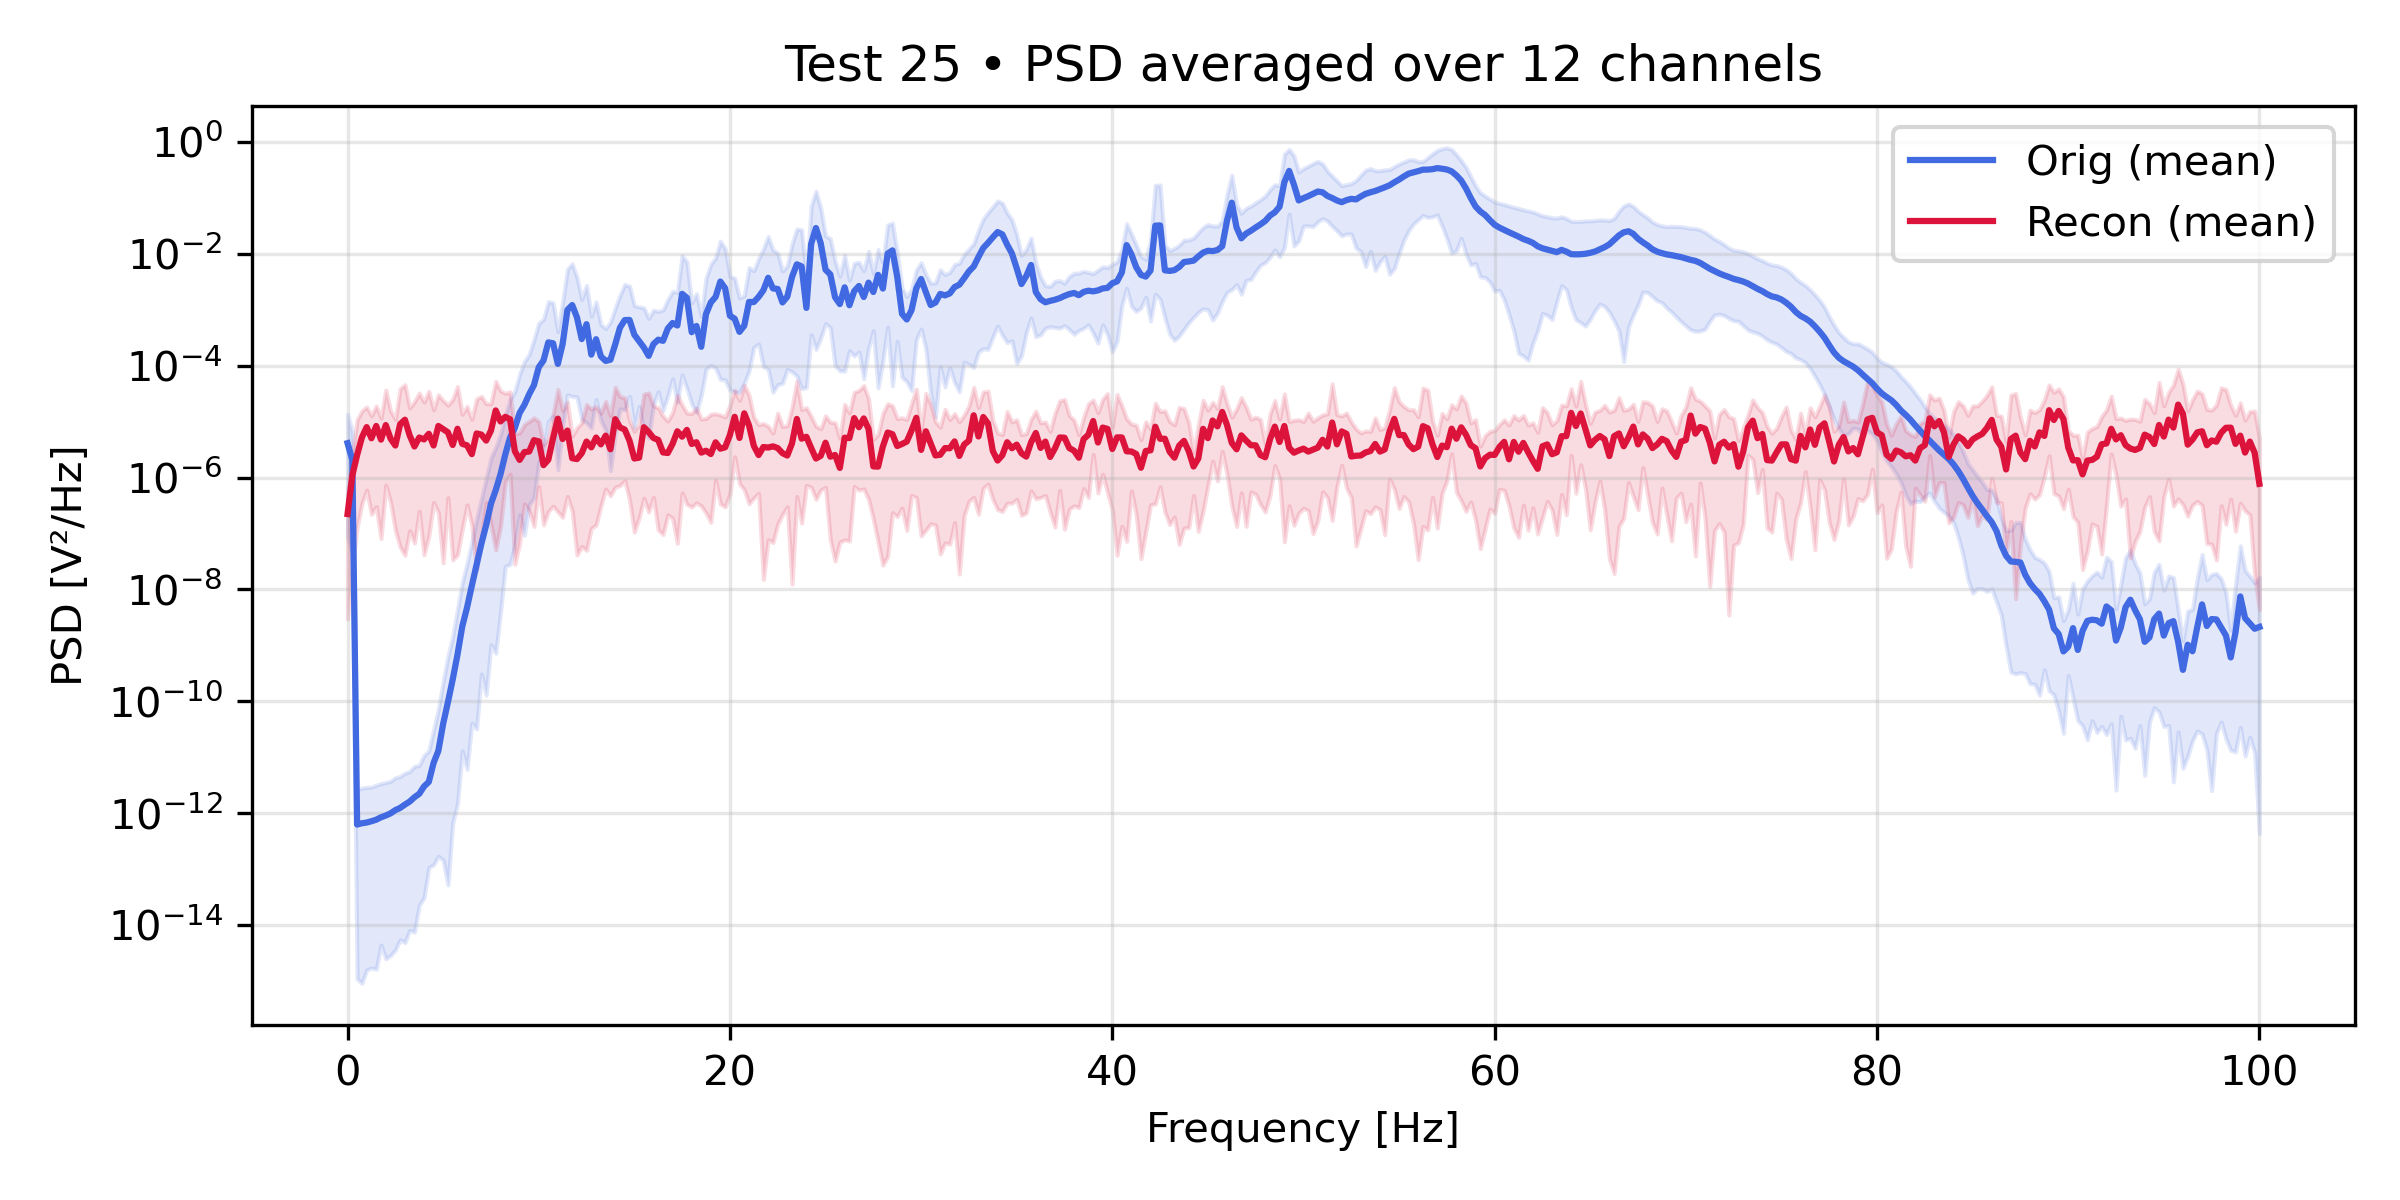 Test 25 • PSD averaged over 12 channels
Orig (mean)
Recon (mean)
PSD [V²/Hz]
10⁰
10⁻²
10⁻⁴
10⁻⁶
10⁻⁸
10⁻¹⁰
10⁻¹²
10⁻¹⁴
0 20 40 60 80 100
Frequency [Hz]